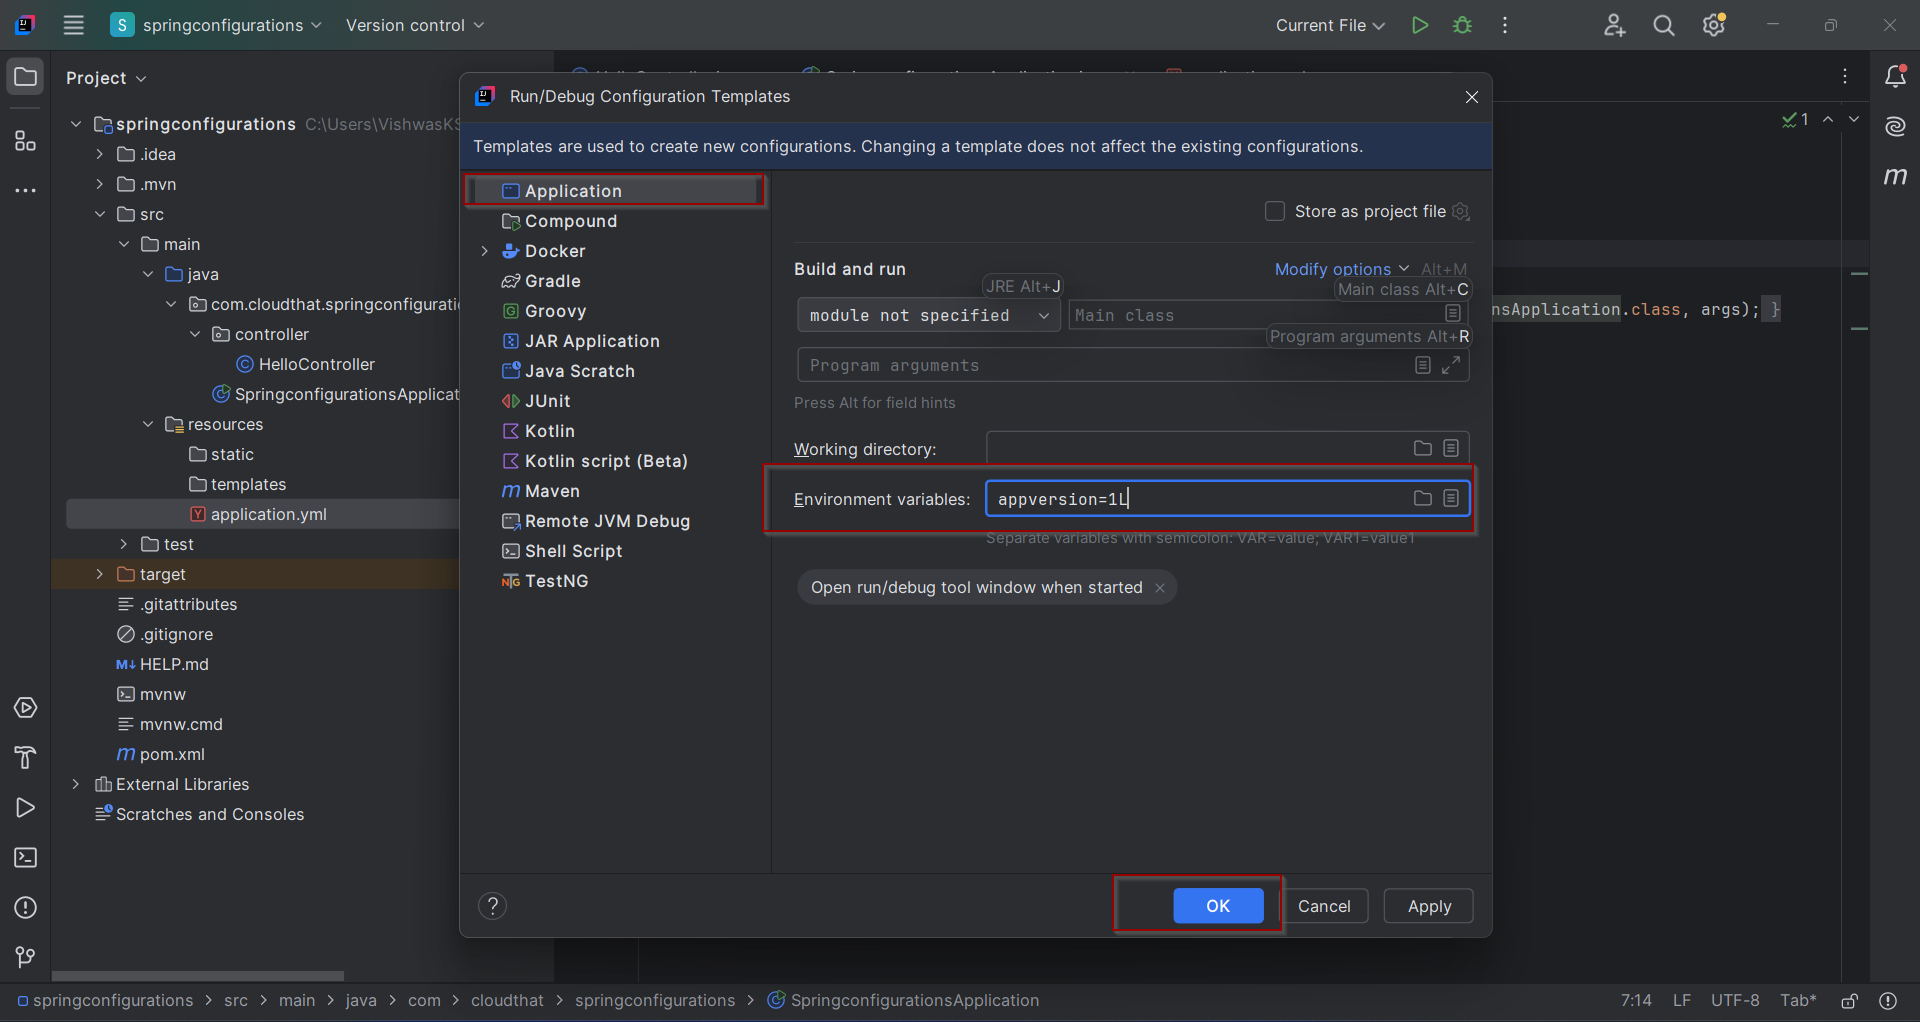 S springconfigurations Version control Current File
Project
springconfigurations C:\Users\VishwasKS
.idea
.mvn
src
main
java
com.cloudthat.springconfiguratio
controller
HelloController
SpringconfigurationsApplicat
resources
static
templates
application.yml
test
target
.gitattributes
.gitignore
M↓ HELP.md
mvnw
mvnw.cmd
m pom.xml
External Libraries
Scratches and Consoles
Run/Debug Configuration Templates
Templates are used to create new configurations. Changing a template does not affect the existing configurations.
Application
Compound
Docker
Gradle
Groovy
JAR Application
Java Scratch
JUnit
Kotlin
Kotlin script (Beta)
m Maven
Remote JVM Debug
Shell Script
TestNG
Store as project file
Build and run
Modify options Alt+M
JRE Alt+J
Main class Alt+C
module not specified
Main class
Program arguments Alt+R
Program arguments
Press Alt for field hints
Working directory:
Environment variables: appversion=1L
Separate variables with semicolon: VAR=value; VAR1=value1
Open run/debug tool window when started
? OK Cancel Apply
1
m
nsApplication.class, args); }
springconfigurations > src > main > java > com > cloudthat > springconfigurations > SpringconfigurationsApplication
7:14 LF UTF-8 Tab*